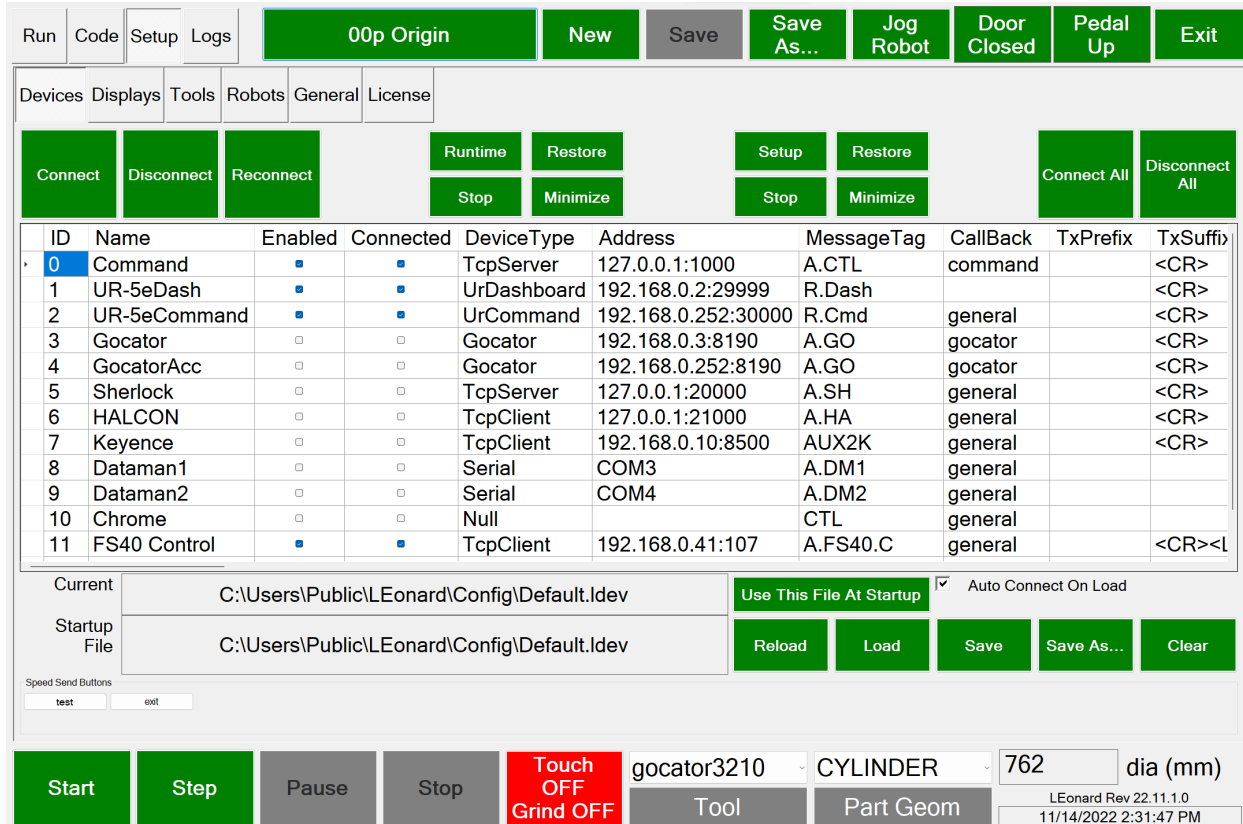 Run Code Setup Logs 00p Origin New Save Save As... Jog Robot Door Closed Pedal Up Exit
Devices Displays Tools Robots General License
Connect Disconnect Reconnect Runtime Restore Setup Restore Connect All Disconnect All
Stop Minimize Stop Minimize
ID Name Enabled Connected DeviceType Address MessageTag CallBack TxPrefix TxSuffix
0 Command TcpServer 127.0.0.1:1000 A.CTL command <CR>
1 UR-5eDash UrDashboard 192.168.0.2:29999 R.Dash <CR>
2 UR-5eCommand UrCommand 192.168.0.252:30000 R.Cmd general <CR>
3 Gocator Gocator 192.168.0.3:8190 A.GO gocator <CR>
4 GocatorAcc Gocator 192.168.0.252:8190 A.GO gocator <CR>
5 Sherlock TcpServer 127.0.0.1:20000 A.SH general <CR>
6 HALCON TcpClient 127.0.0.1:21000 A.HA general <CR>
7 Keyence TcpClient 192.168.0.10:8500 AUX2K general <CR>
8 Dataman1 Serial COM3 A.DM1 general
9 Dataman2 Serial COM4 A.DM2 general
10 Chrome Null CTL general
11 FS40 Control TcpClient 192.168.0.41:107 A.FS40.C general <CR><L
Current C:\Users\Public\LEonard\Config\Default.ldev Use This File At Startup Auto Connect On Load
Startup File C:\Users\Public\LEonard\Config\Default.ldev Reload Load Save Save As... Clear
Speed Send Buttons
test exit
Start Step Pause Stop Touch OFF Grind OFF gocator3210 CYLINDER 762 dia (mm)
Tool Part Geom LEonard Rev 22.11.1.0
11/14/2022 2:31:47 PM